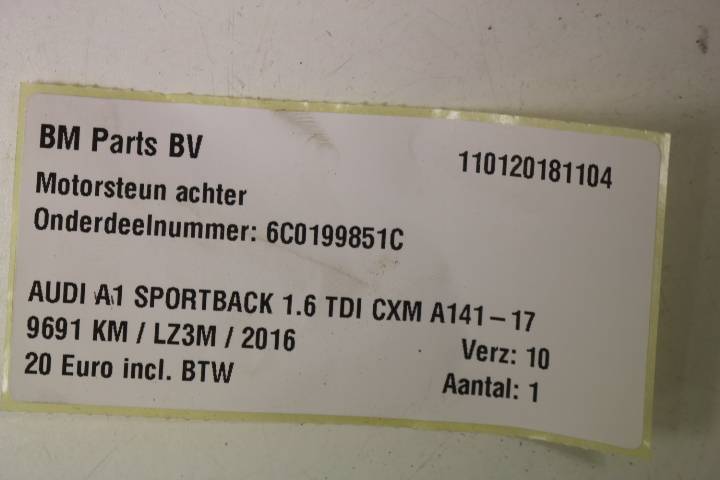 BM Parts BV
110120181104
Motorsteun achter
Onderdeelnummer: 6C0199851C
AUDI A1 SPORTBACK 1.6 TDI CXM A141-17
9691 KM / LZ3M / 2016
Verz: 10
20 Euro incl. BTW
Aantal: 1